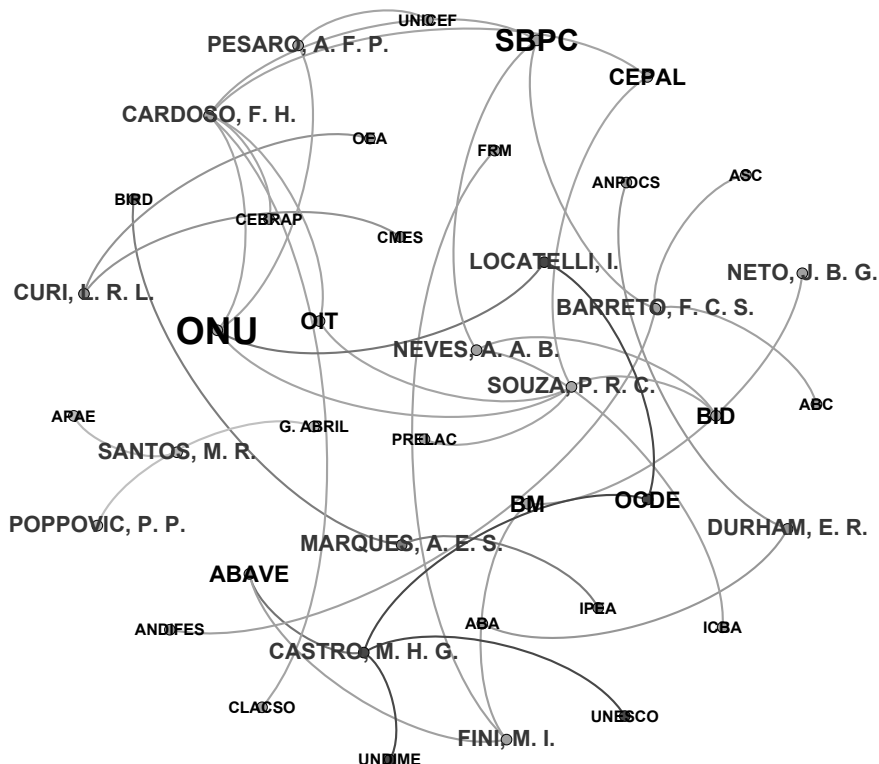 UNICEF
SBPC
PESARO, A. F. P.
CEPAL
CARDOSO, F. H.
OEA
FRM
ASC
ANPOCS
BIRD
CEBRAP
CMES
LOCATELLI, I.
NETO, J. B. G.
CURI, L. R. L.
BARRETO, F. C. S.
ONU
OIT
NEVES, A. A. B.
SOUZA, P. R. C.
ABC
APAE
BID
G. ABRIL
PRELAC
SANTOS, M. R.
OCDE
BM
POPPOVIC, P. P.
DURHAM, E. R.
MARQUES, A. E. S.
ABAVE
IPEA
ABA
ICBA
ANDIFES
CASTRO, M. H. G.
CLACSO
UNESCO
FINI, M. I.
UNDIME